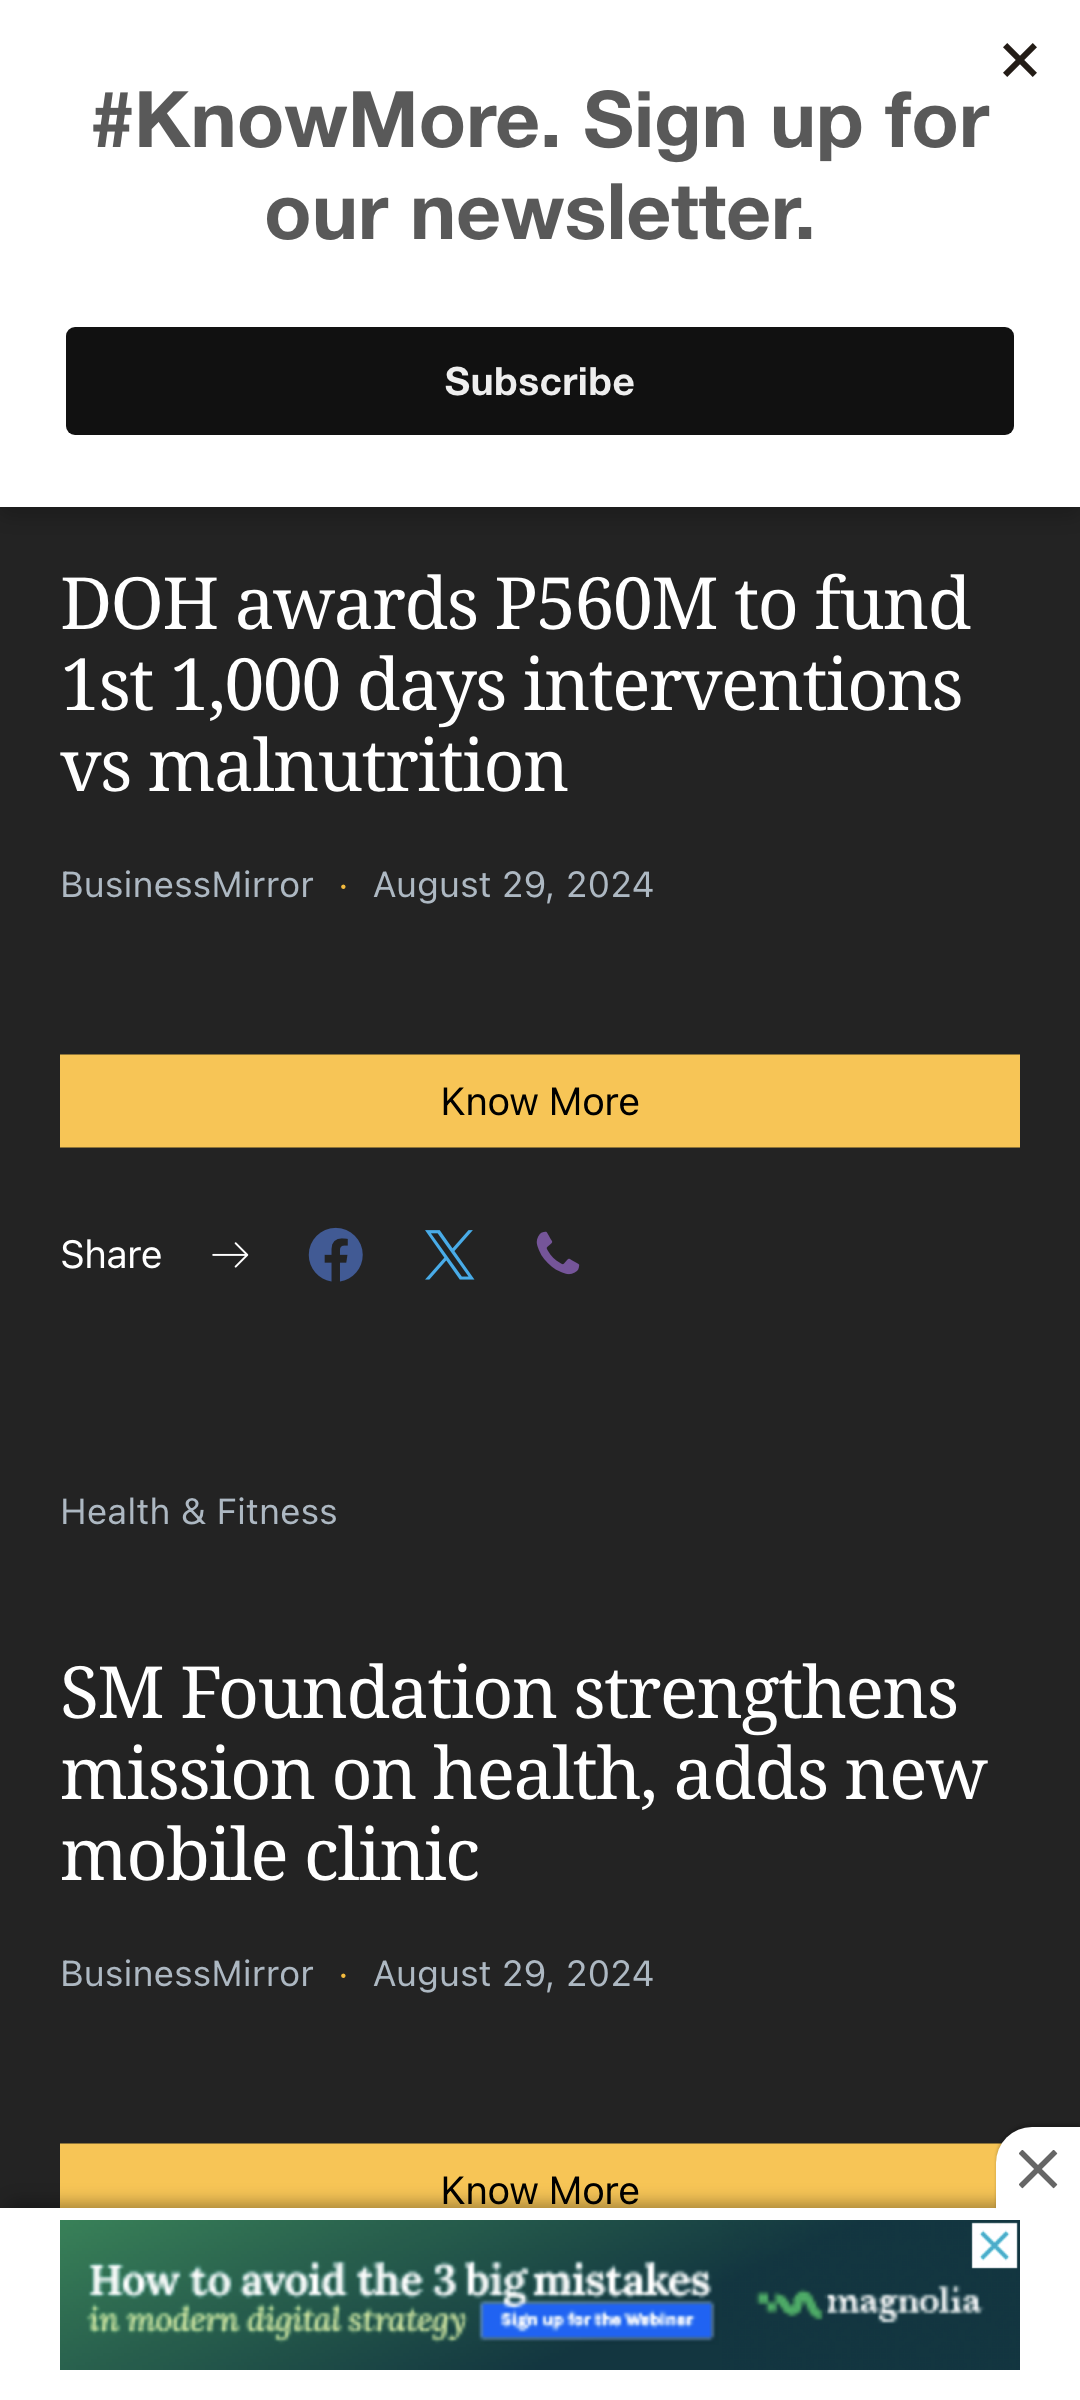 #KnowMore. Sign up for
our newsletter.
Subscribe
DOH awards P560M to fund
1st 1,000 days interventions
vs malnutrition
BusinessMirror · August 29, 2024
Know More
Share →
Health & Fitness
SM Foundation strengthens
mission on health, adds new
mobile clinic
BusinessMirror · August 29, 2024
Know More
How to avoid the 3 big mistakes
in modern digital strategy
Sign up for the Webinar
magnolia